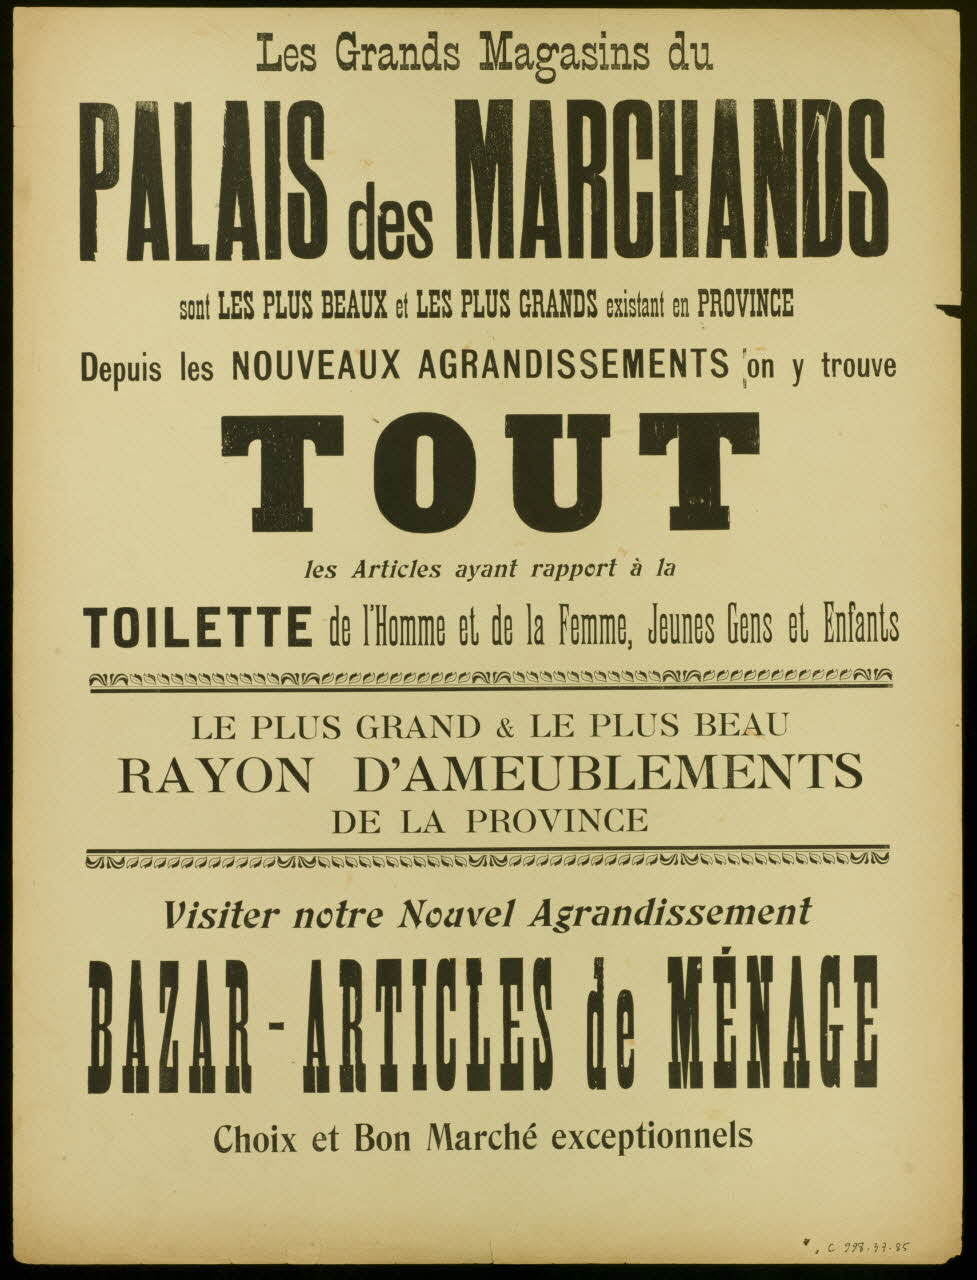 Les Grands Magasins du
PALAIS des MARCHANDS
sont LES PLUS BEAUX et LES PLUS GRANDS existant en PROVINCE
Depuis les NOUVEAUX AGRANDISSEMENTS on y trouve
TOUT
les Articles ayant rapport à la
TOILETTE de l'Homme et de la Femme, Jeunes Gens et Enfants
LE PLUS GRAND & LE PLUS BEAU
RAYON D'AMEUBLEMENTS
DE LA PROVINCE
Visiter notre Nouvel Agrandissement
BAZAR - ARTICLES de MÉNAGE
Choix et Bon Marché exceptionnels
C 998.37.85